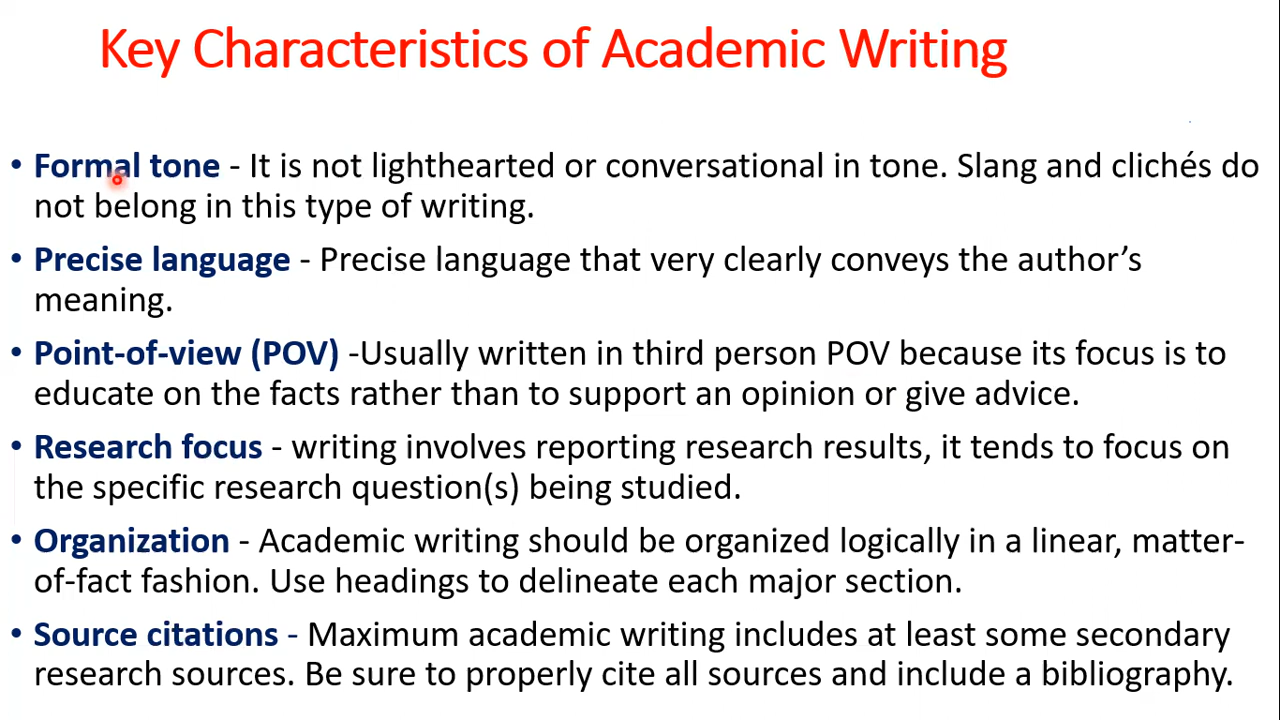 Key Characteristics of Academic Writing
• Formal tone - It is not lighthearted or conversational in tone. Slang and clichés do
not belong in this type of writing.
• Precise language - Precise language that very clearly conveys the author’s
meaning.
• Point-of-view (POV) -Usually written in third person POV because its focus is to
educate on the facts rather than to support an opinion or give advice.
• Research focus - writing involves reporting research results, it tends to focus on
the specific research question(s) being studied.
• Organization - Academic writing should be organized logically in a linear, matter-
of-fact fashion. Use headings to delineate each major section.
• Source citations - Maximum academic writing includes at least some secondary
research sources. Be sure to properly cite all sources and include a bibliography.